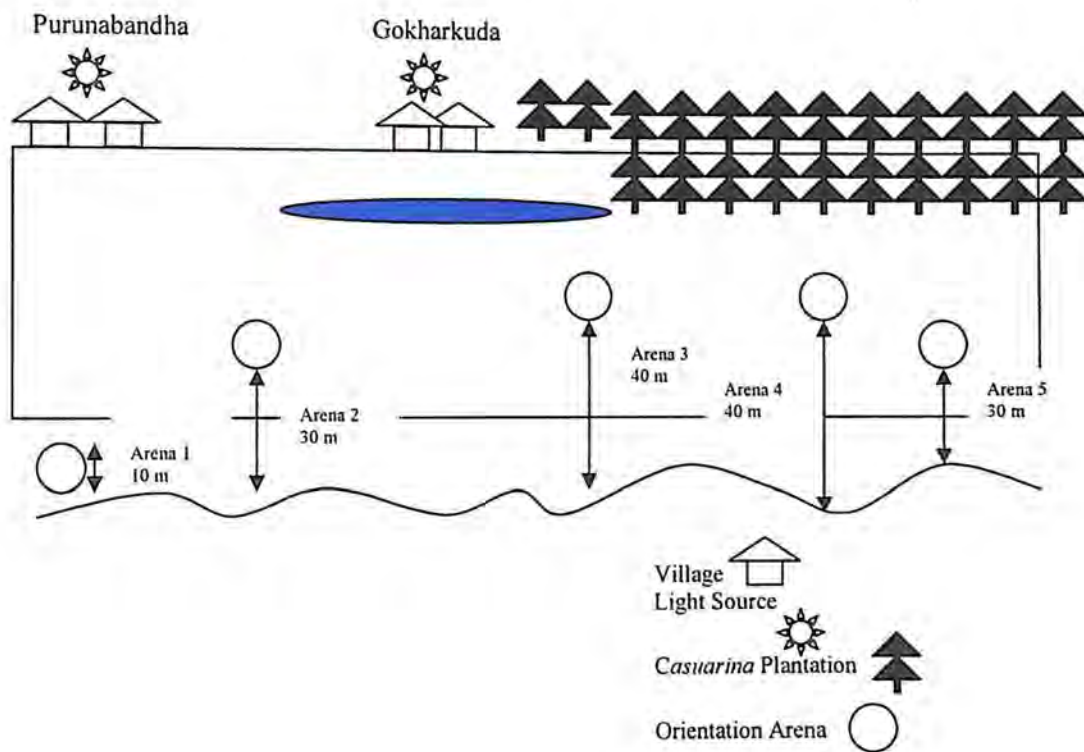 Purunabandha
Gokharkuda
Arena 1
10 m
Arena 2
30 m
Arena 3
40 m
Arena 4
40 m
Arena 5
30 m
Village
Light Source
Casuarina Plantation
Orientation Arena